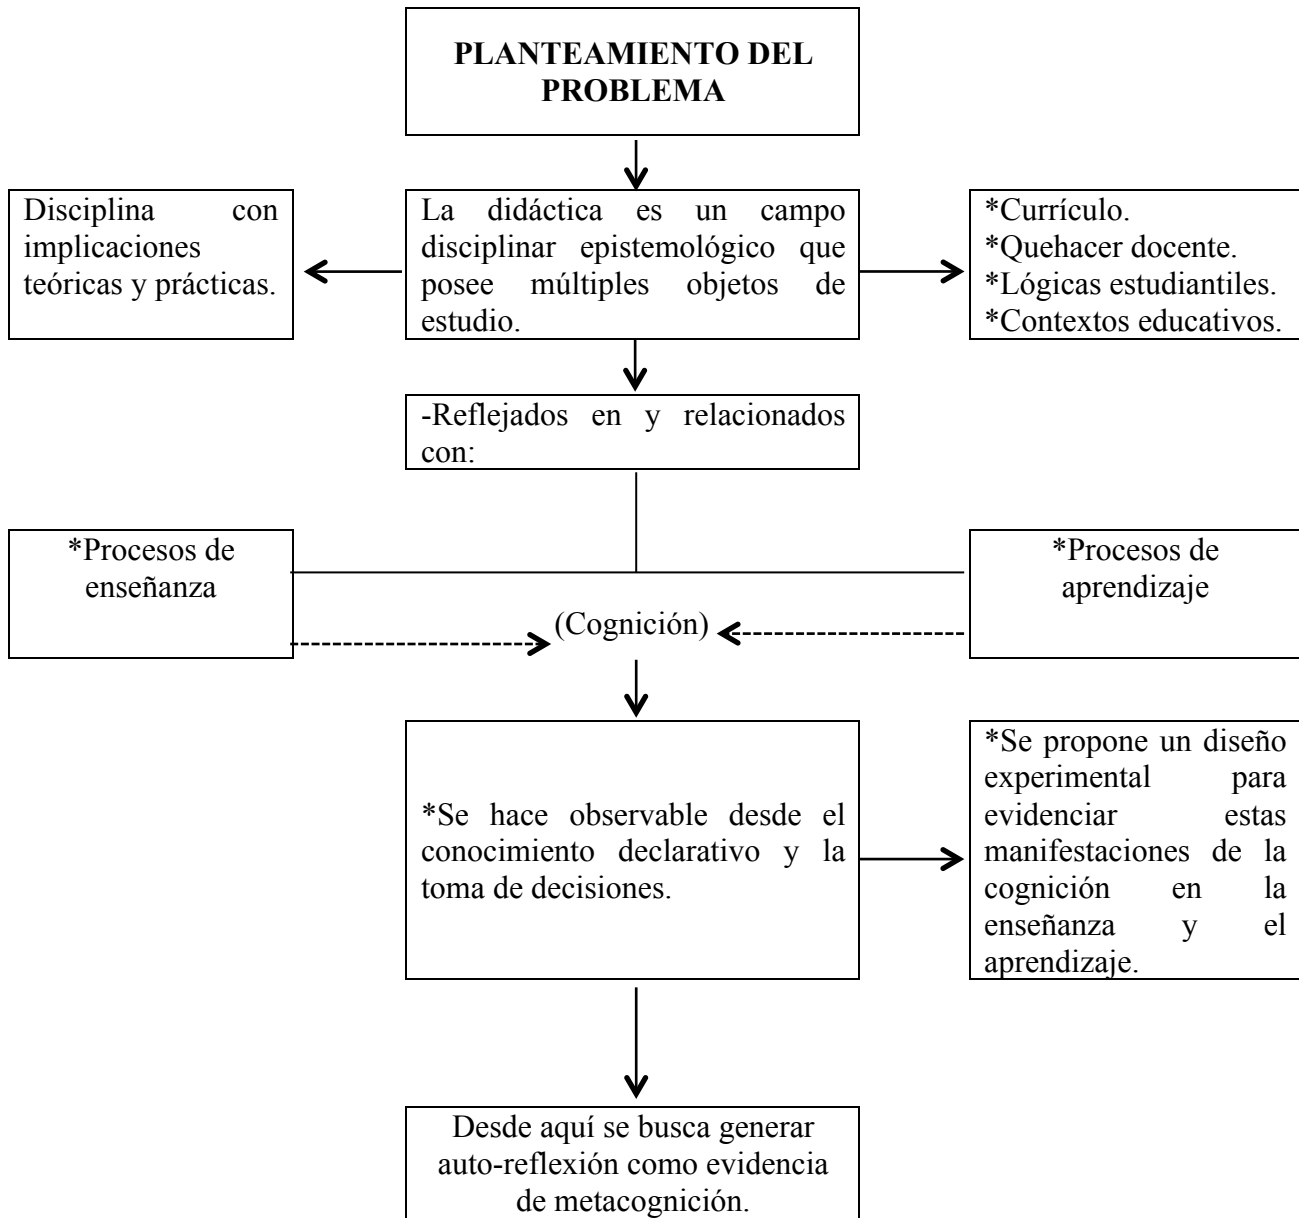 PLANTEAMIENTO DEL
PROBLEMA
Disciplina con
implicaciones
teóricas y prácticas.
La didáctica es un campo
disciplinar epistemológico que
posee múltiples objetos de
estudio.
*Currículo.
*Quehacer docente.
*Lógicas estudiantiles.
*Contextos educativos.
-Reflejados en y relacionados
con:
*Procesos de
enseñanza
*Procesos de
aprendizaje
(Cognición)
*Se hace observable desde el
conocimiento declarativo y la
toma de decisiones.
*Se propone un diseño
experimental para
evidenciar estas
manifestaciones de la
cognición en la
enseñanza y el
aprendizaje.
Desde aquí se busca generar
auto-reflexión como evidencia
de metacognición.